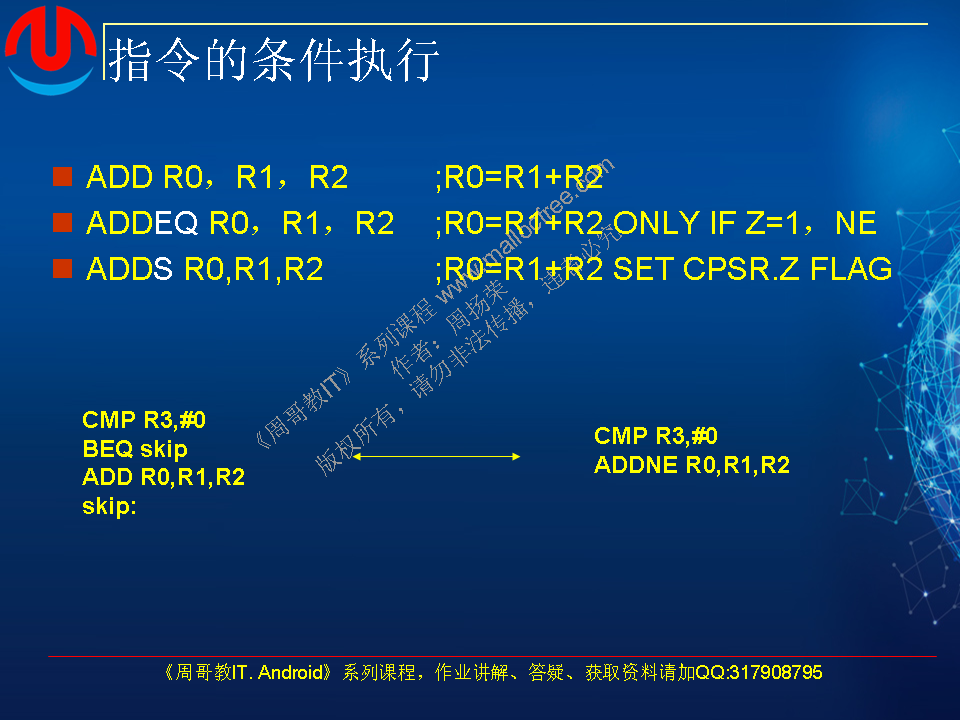 指令的条件执行
ADD R0，R1，R2 ;R0=R1+R2
ADDEQ R0，R1，R2 ;R0=R1+R2 ONLY IF Z=1，NE
ADDS R0,R1,R2 ;R0=R1+R2 SET CPSR.Z FLAG
《周哥教IT》系列课程 www.mallocfree.com
作者：周扬荣
版权所有，请勿非法传播，违者必究
CMP R3,#0
BEQ skip
ADD R0,R1,R2
skip:
CMP R3,#0
ADDNE R0,R1,R2
《周哥教IT. Android》系列课程，作业讲解、答疑、获取资料请加QQ:317908795